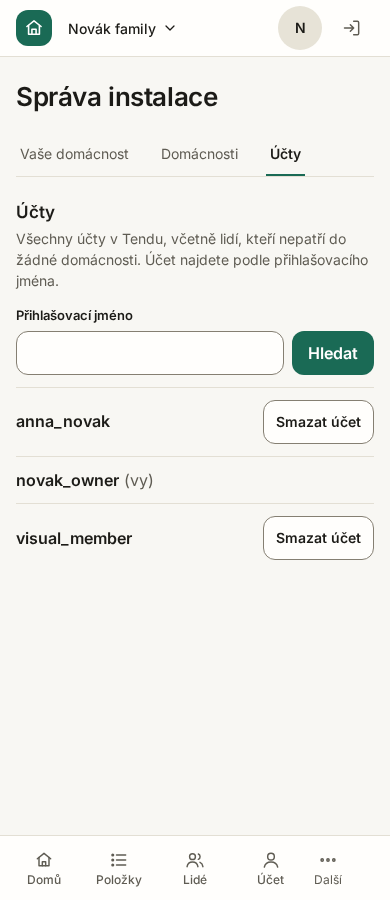 Novák family
N
Správa instalace
Vaše domácnost
Domácnosti
Účty
Účty
Všechny účty v Tendu, včetně lidí, kteří nepatří do
žádné domácnosti. Účet najdete podle přihlašovacího
jména.
Přihlašovací jméno
Hledat
anna_novak
Smazat účet
novak_owner (vy)
visual_member
Smazat účet
Domů
Položky
Lidé
Účet
Další